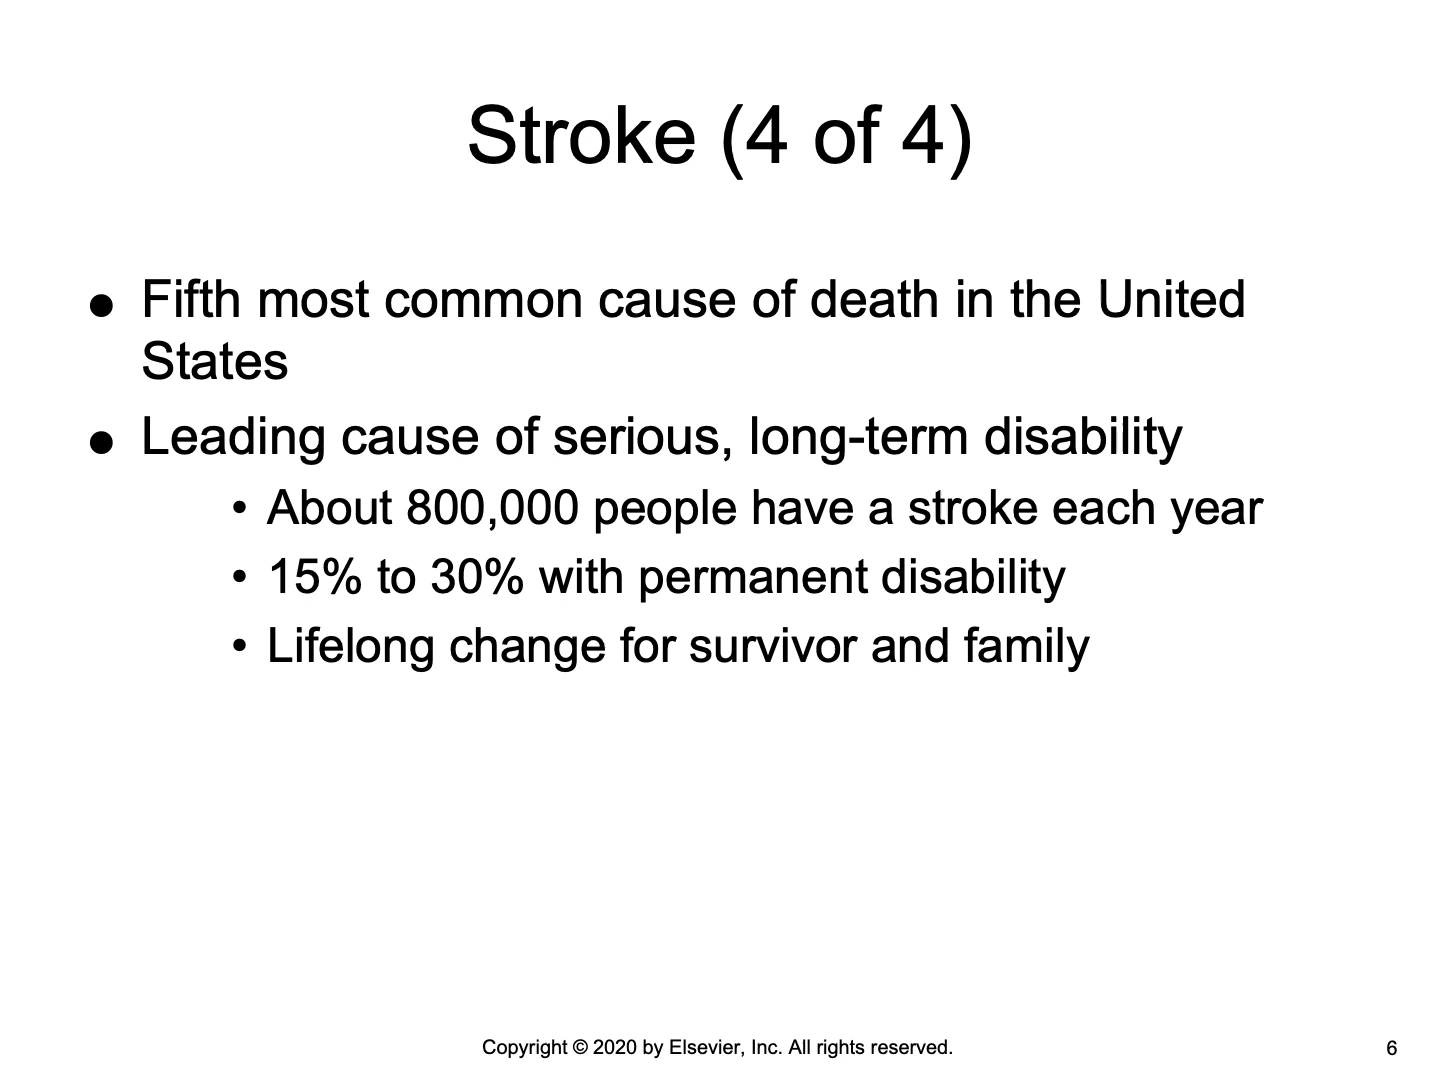 Stroke (4 of 4)
● Fifth most common cause of death in the United
States
● Leading cause of serious, long-term disability
• About 800,000 people have a stroke each year
• 15% to 30% with permanent disability
• Lifelong change for survivor and family
Copyright © 2020 by Elsevier, Inc. All rights reserved.
6